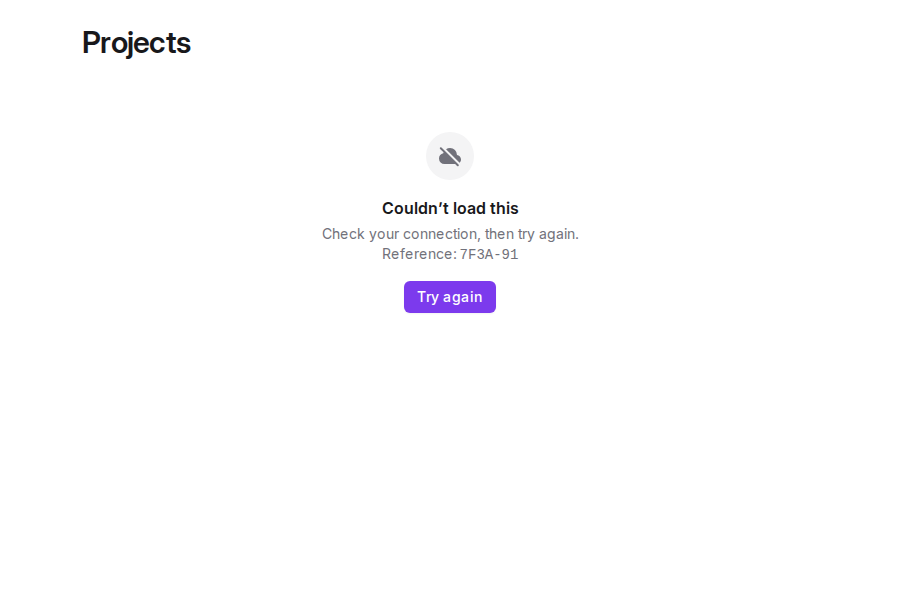 Projects
Couldn’t load this
Check your connection, then try again.
Reference: 7F3A-91
Try again